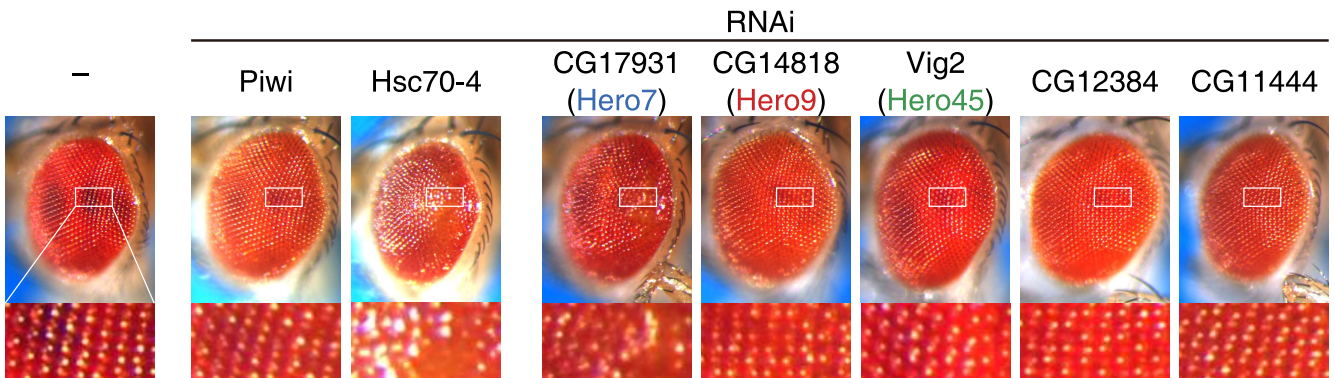 RNAi
–
Piwi
Hsc70-4
CG17931
(Hero7)
CG14818
(Hero9)
Vig2
(Hero45)
CG12384
CG11444